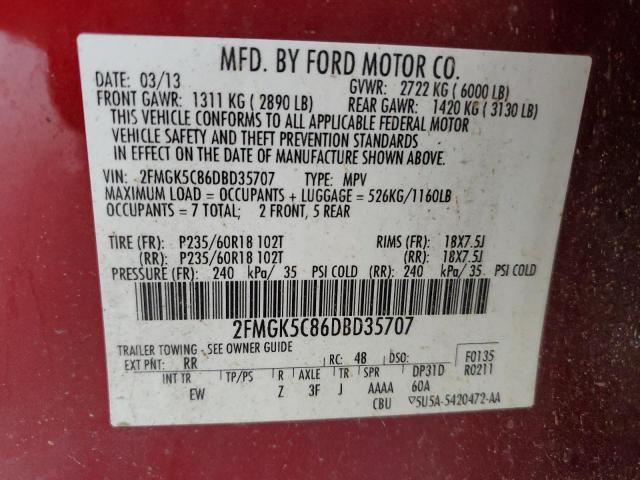 MFD. BY FORD MOTOR CO.
DATE: 03/13 GVWR: 2722 KG (6000 LB)
FRONT GAWR: 1311 KG (2890 LB) REAR GAWR: 1420 KG (3130 LB)
THIS VEHICLE CONFORMS TO ALL APPLICABLE FEDERAL MOTOR
VEHICLE SAFETY AND THEFT PREVENTION STANDARDS
IN EFFECT ON THE DATE OF MANUFACTURE SHOWN ABOVE.
VIN: 2FMGK5C86DBD35707 TYPE: MPV
MAXIMUM LOAD = OCCUPANTS + LUGGAGE = 526KG/1160LB
OCCUPANTS = 7 TOTAL; 2 FRONT, 5 REAR
TIRE (FR): P235/60R18 102T RIMS (FR): 18X7.5J
(RR): P235/60R18 102T (RR): 18X7.5J
PRESSURE (FR): 240 kPa/ 35 PSI COLD (RR): 240 kPa/ 35 PSI COLD
2FMGK5C86DBD35707
TRAILER TOWING - SEE OWNER GUIDE
EXT PNT: RR RC: 48 DSO: F0135
INT TR TP/PS R AXLE TR SPR DP31D R0211
EW Z 3F J AAAA 60A
CBU 5U5A-5420472-AA